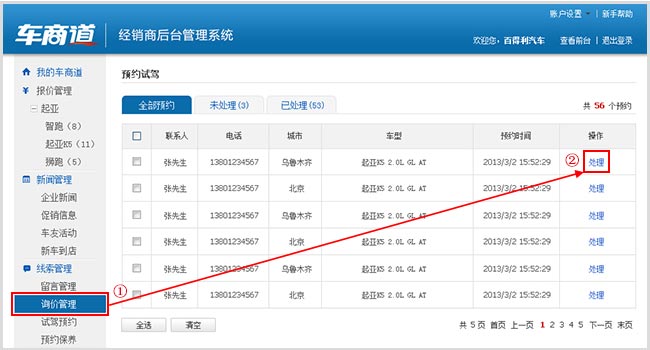 账户设置 | 新手帮助
车商道 经销商后台管理系统
欢迎您，百得利汽车 查看前台 | 退出登录
我的车商道
报价管理
起亚
智跑（8）
起亚K5（11）
狮跑（5）
新闻管理
企业新闻
促销信息
车友活动
新车到店
线索管理
留言管理
询价管理
试驾预约
预约保养
预约试驾
全部预约 未处理(3) 已处理(53) 共 56 个预约
联系人 电话 城市 车型 预约时间 操作
张先生 13801234567 乌鲁木齐 起亚K5 2.0L GL AT 2013/3/2 15:52:29 ② 处理
张先生 13801234567 北京 起亚K5 2.0L GL AT 2013/3/2 15:52:29 处理
张先生 13801234567 乌鲁木齐 起亚K5 2.0L GL AT 2013/3/2 15:52:29 处理
张先生 13801234567 北京 起亚K5 2.0L GL AT 2013/3/2 15:52:29 处理
张先生 13801234567 乌鲁木齐 起亚K5 2.0L GL AT 2013/3/2 15:52:29 处理
① 张先生 13801234567 北京 起亚K5 2.0L GL AT 2013/3/2 15:52:29 处理
全选 清空 共 5 页 首页 上一页 1 2 3 4 5 下一页 末页